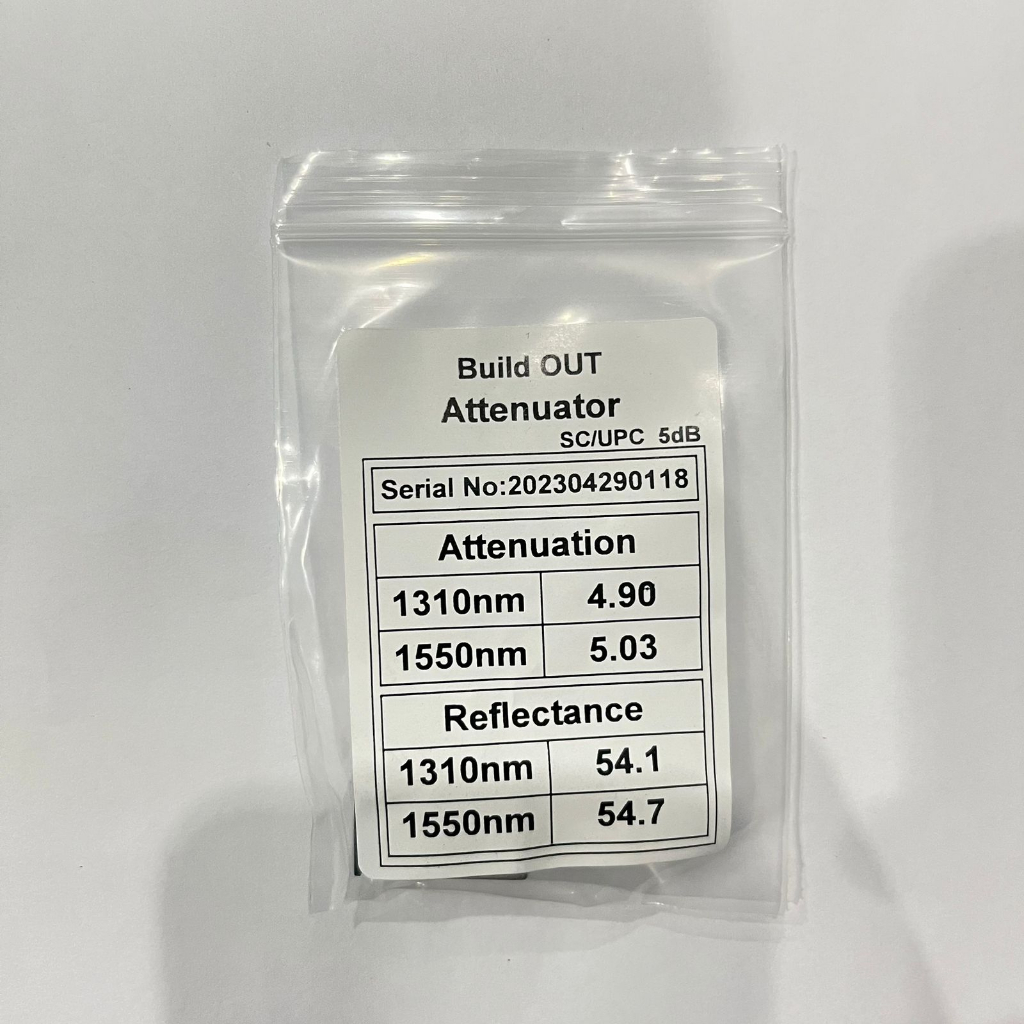 Build OUT
Attenuator
SC/UPC 5dB
Serial No:202304290118
Attenuation
1310nm 4.90
1550nm 5.03
Reflectance
1310nm 54.1
1550nm 54.7